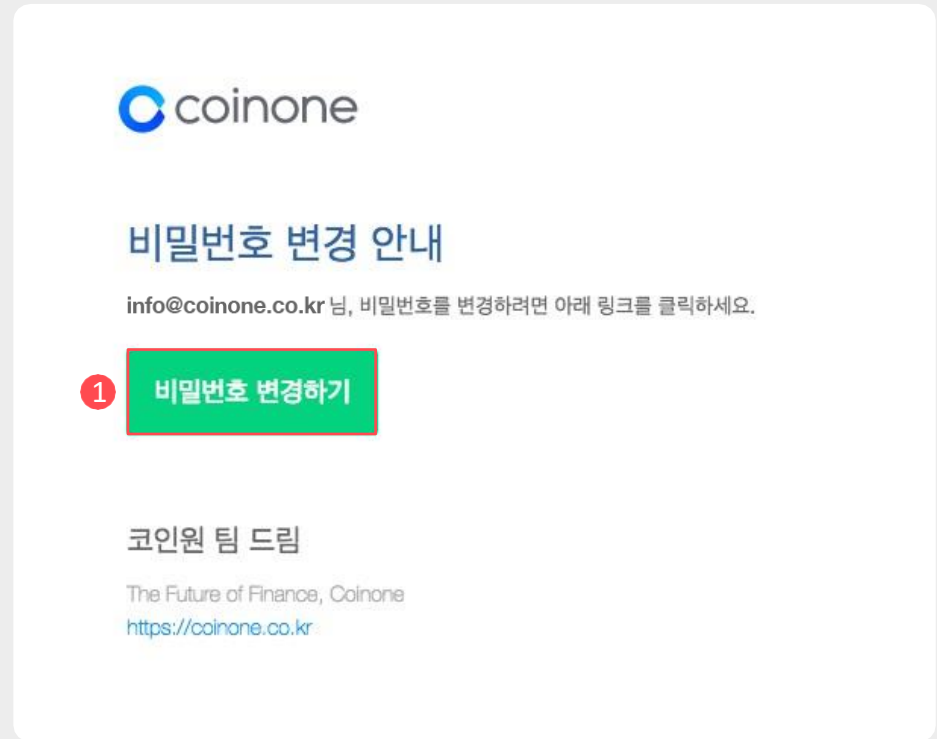 coinone
비밀번호 변경 안내
info@coinone.co.kr 님, 비밀번호를 변경하려면 아래 링크를 클릭하세요.
1 비밀번호 변경하기
코인원 팀 드림
The Future of Finance, Coinone
https://coinone.co.kr